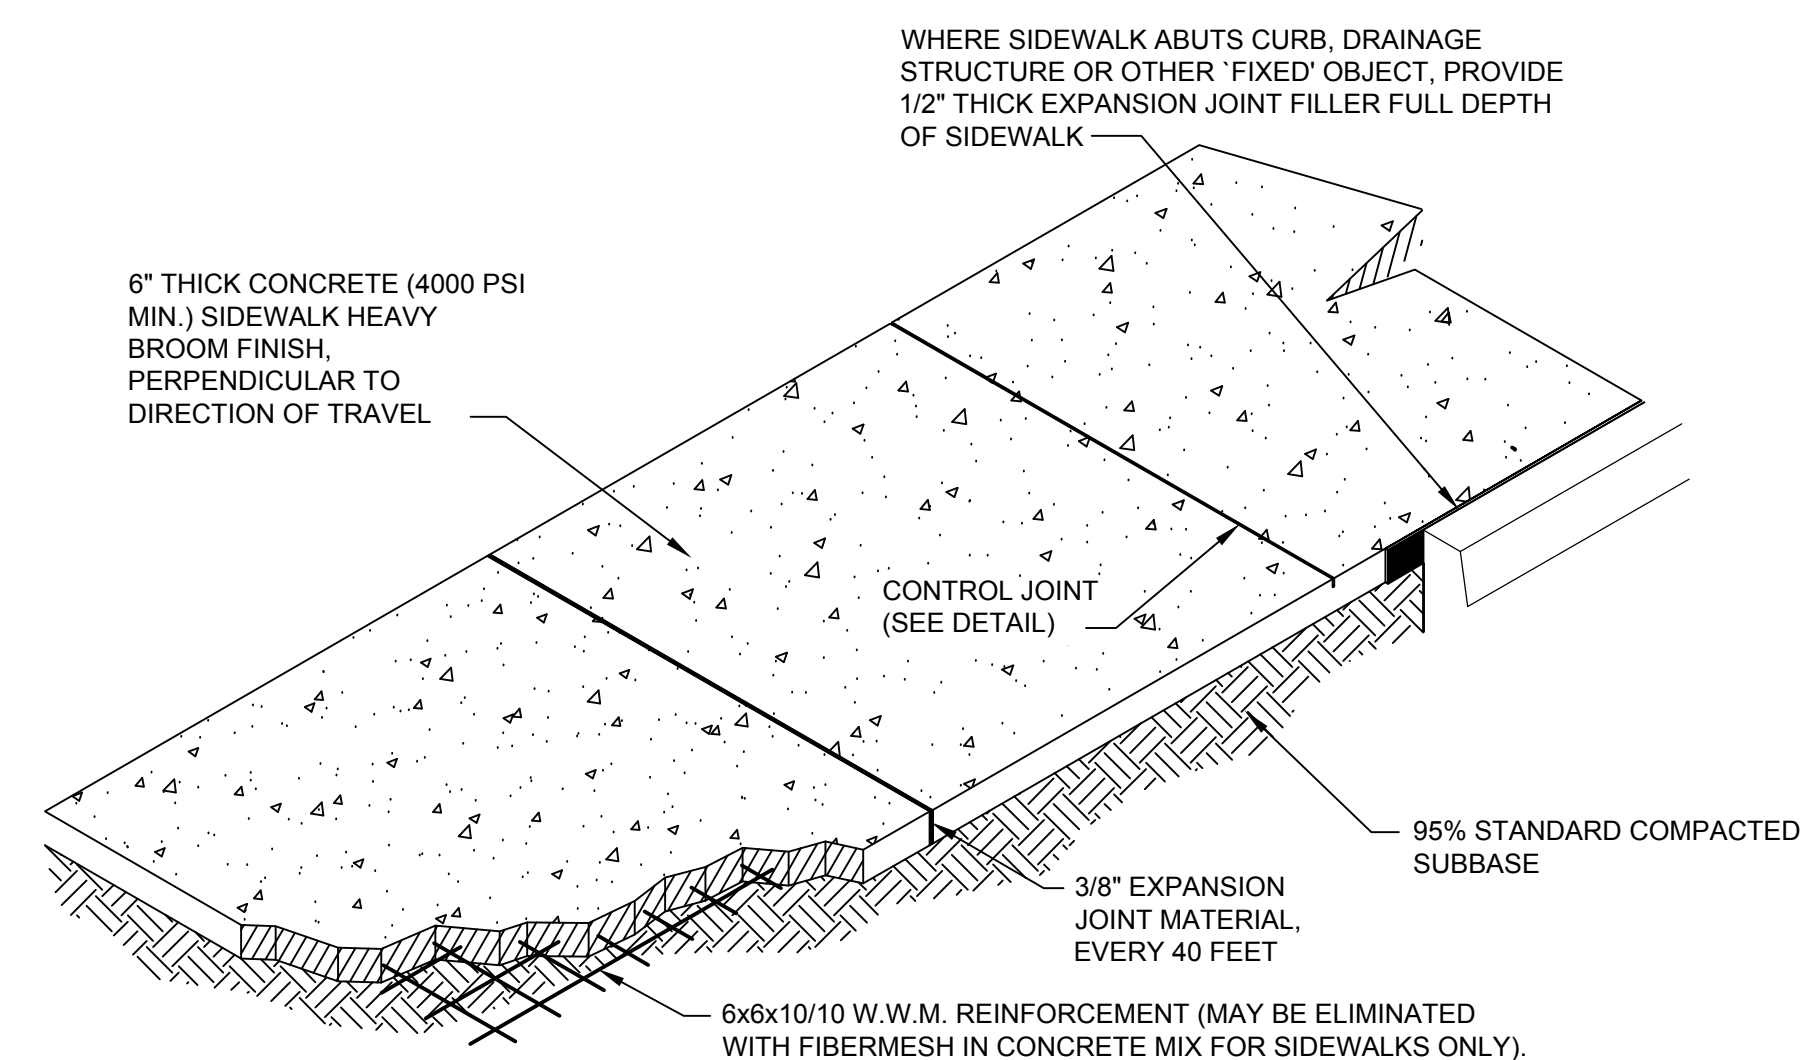 WHERE SIDEWALK ABUTS CURB, DRAINAGE
STRUCTURE OR OTHER `FIXED' OBJECT, PROVIDE
1/2" THICK EXPANSION JOINT FILLER FULL DEPTH
OF SIDEWALK
6" THICK CONCRETE (4000 PSI
MIN.) SIDEWALK HEAVY
BROOM FINISH,
PERPENDICULAR TO
DIRECTION OF TRAVEL
CONTROL JOINT
(SEE DETAIL)
95% STANDARD COMPACTED
SUBBASE
3/8" EXPANSION
JOINT MATERIAL,
EVERY 40 FEET
6x6x10/10 W.W.M. REINFORCEMENT (MAY BE ELIMINATED
WITH FIBERMESH IN CONCRETE MIX FOR SIDEWALKS ONLY).